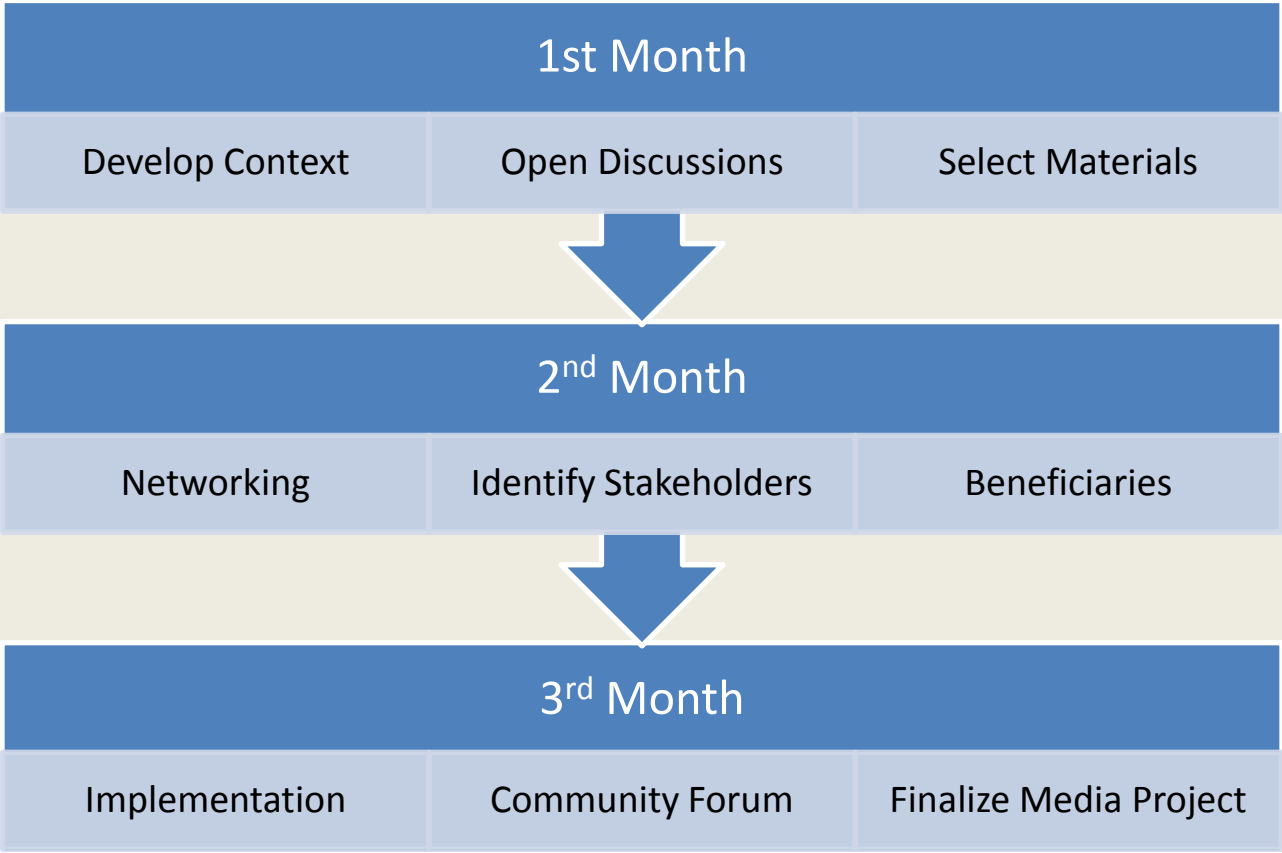 1st Month
Develop Context Open Discussions Select Materials
2nd Month
Networking Identify Stakeholders Beneficiaries
3rd Month
Implementation Community Forum Finalize Media Project